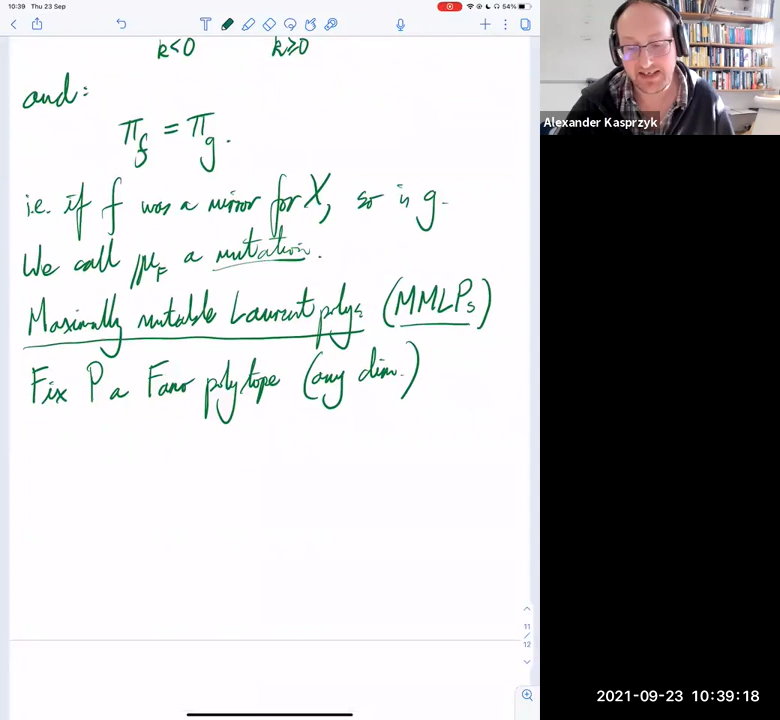 10:39 Thu 23 Sep
54%
k<0 k≥0
and:
π_f = π_g.
i.e. if f was a mirror for X, so is g.
We call μ_F a mutation.
Maximally mutable Laurent polys (MMLPs)
Fix P a Fano polytope (any dim.)
11
/
12
Alexander Kasprzyk
2021-09-23 10:39:18